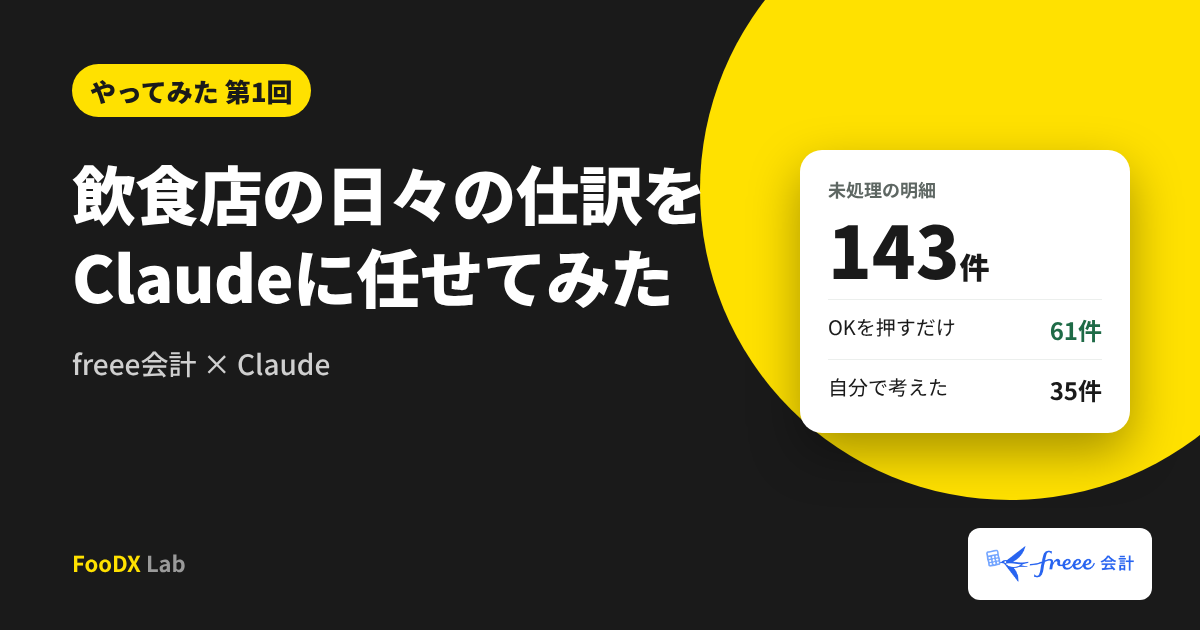 やってみた 第1回
飲食店の日々の仕訳を
Claudeに任せてみた
freee会計 × Claude
未処理の明細
143件
OKを押すだけ 61件
自分で考えた 35件
FooDX Lab
freee 会計